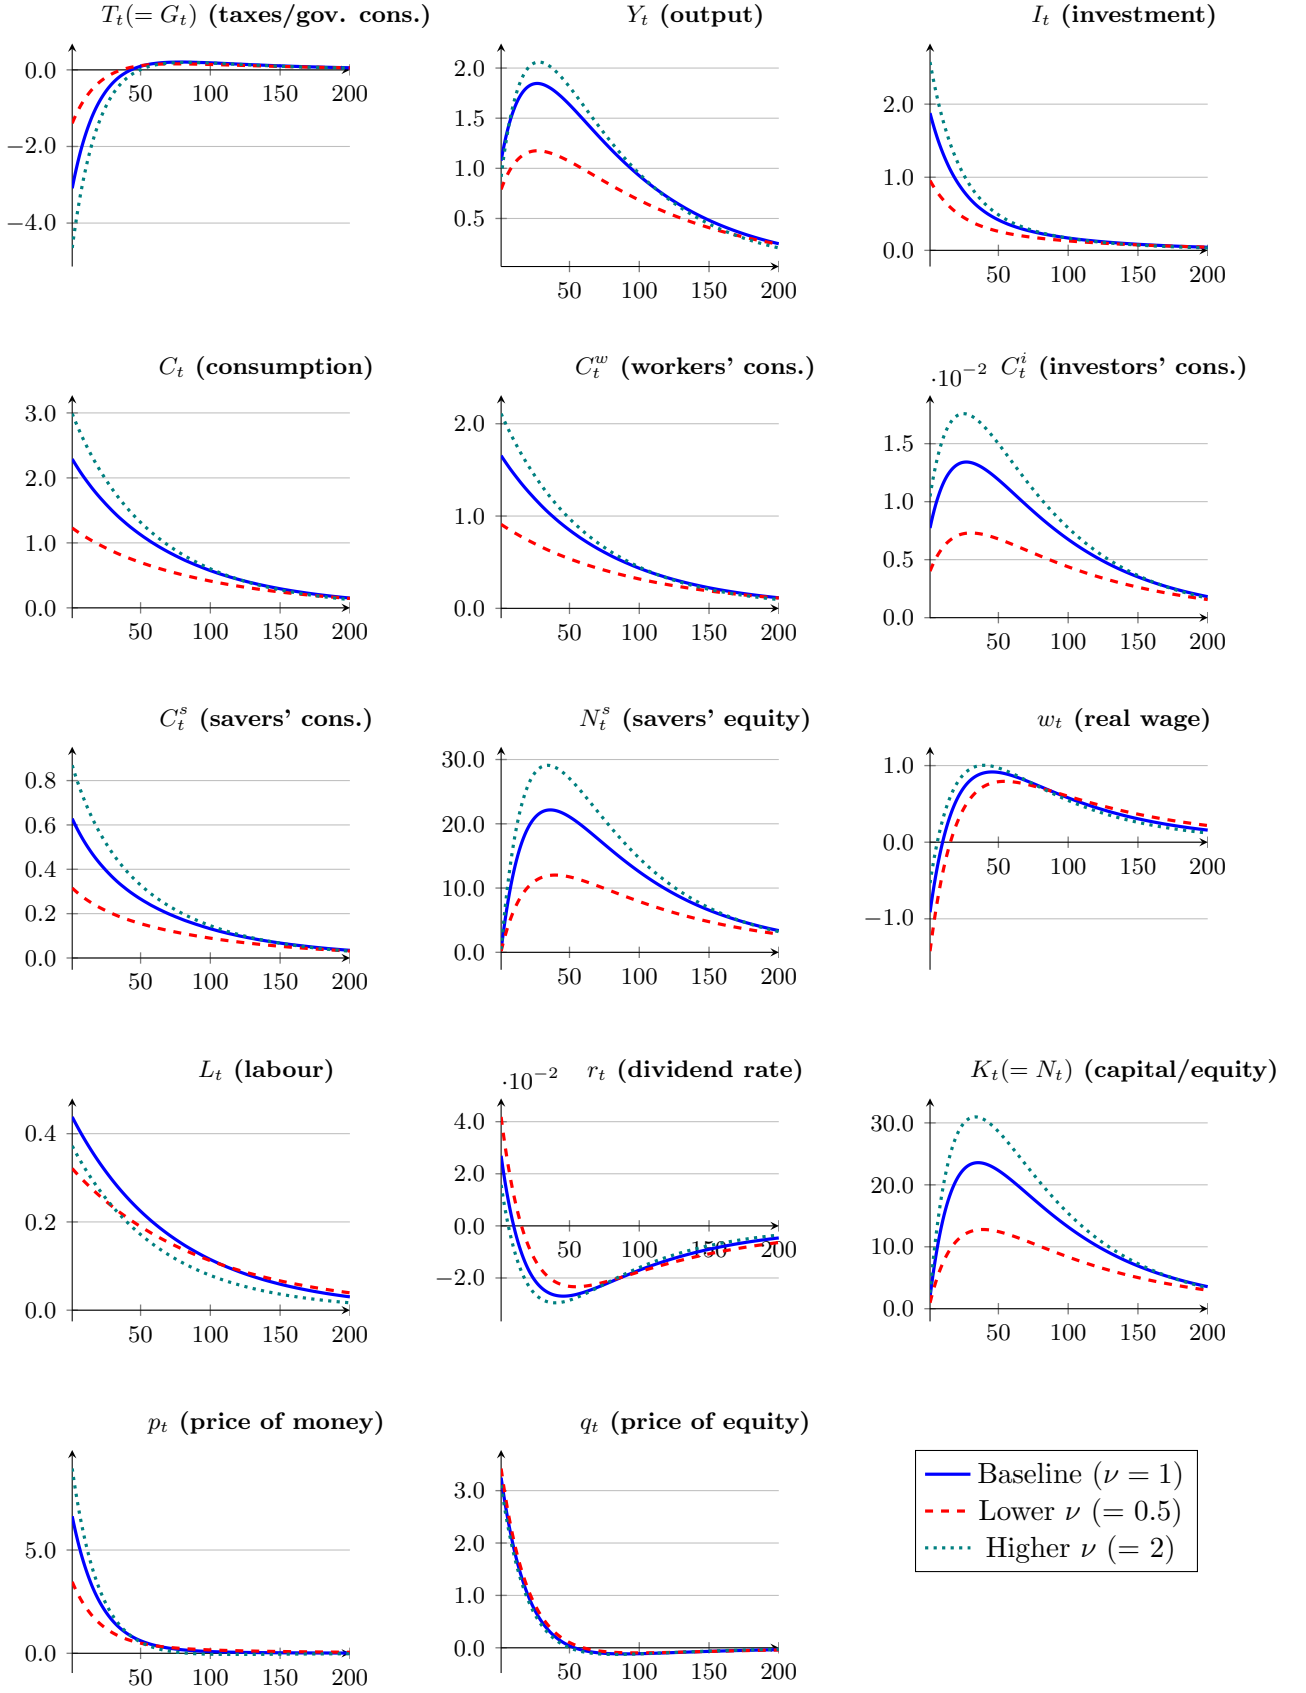 T_t(= G_t) (taxes/gov. cons.)
0.0
−2.0
−4.0
50 100 150 200
Y_t (output)
2.0
1.5
1.0
0.5
50 100 150 200
I_t (investment)
2.0
1.0
0.0
50 100 150 200
C_t (consumption)
3.0
2.0
1.0
0.0
50 100 150 200
C_t^w (workers' cons.)
2.0
1.0
0.0
50 100 150 200
·10^−2 C_t^i (investors' cons.)
1.5
1.0
0.5
0.0
50 100 150 200
C_t^s (savers' cons.)
0.8
0.6
0.4
0.2
0.0
50 100 150 200
N_t^s (savers' equity)
30.0
20.0
10.0
0.0
50 100 150 200
w_t (real wage)
1.0
0.0
−1.0
50 100 150 200
L_t (labour)
0.4
0.2
0.0
50 100 150 200
·10^−2 r_t (dividend rate)
4.0
2.0
0.0
−2.0
50 100 150 200
K_t(= N_t) (capital/equity)
30.0
20.0
10.0
0.0
50 100 150 200
p_t (price of money)
5.0
0.0
50 100 150 200
q_t (price of equity)
3.0
2.0
1.0
0.0
50 100 150 200
Baseline (ν = 1)
Lower ν (= 0.5)
Higher ν (= 2)